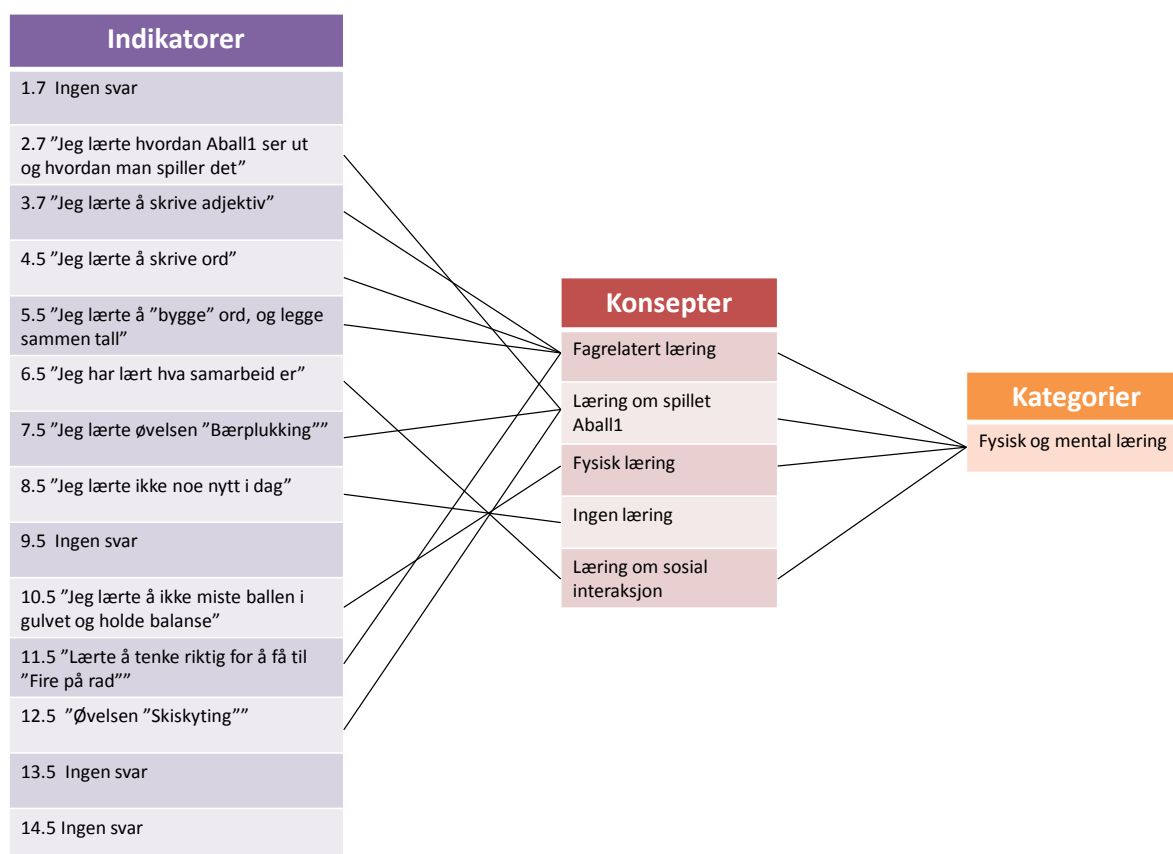 Indikatorer
1.7  Ingen svar
2.7 ”Jeg lærte hvordan Aball1 ser ut
og hvordan man spiller det”
3.7 ”Jeg lærte å skrive adjektiv”
4.5 ”Jeg lærte å skrive ord”
5.5 ”Jeg lærte å ”bygge” ord, og legge
sammen tall”
6.5 ”Jeg har lært hva samarbeid er”
7.5 ”Jeg lærte øvelsen ”Bærplukking””
8.5 ”Jeg lærte ikke noe nytt i dag”
9.5  Ingen svar
10.5 ”Jeg lærte å ikke miste ballen i
gulvet og holde balanse”
11.5 ”Lærte å tenke riktig for å få til
”Fire på rad””
12.5  ”Øvelsen ”Skiskyting””
13.5  Ingen svar
14.5 Ingen svar
Konsepter
Fagrelatert læring
Læring om spillet
Aball1
Fysisk læring
Ingen læring
Læring om sosial
interaksjon
Kategorier
Fysisk og mental læring